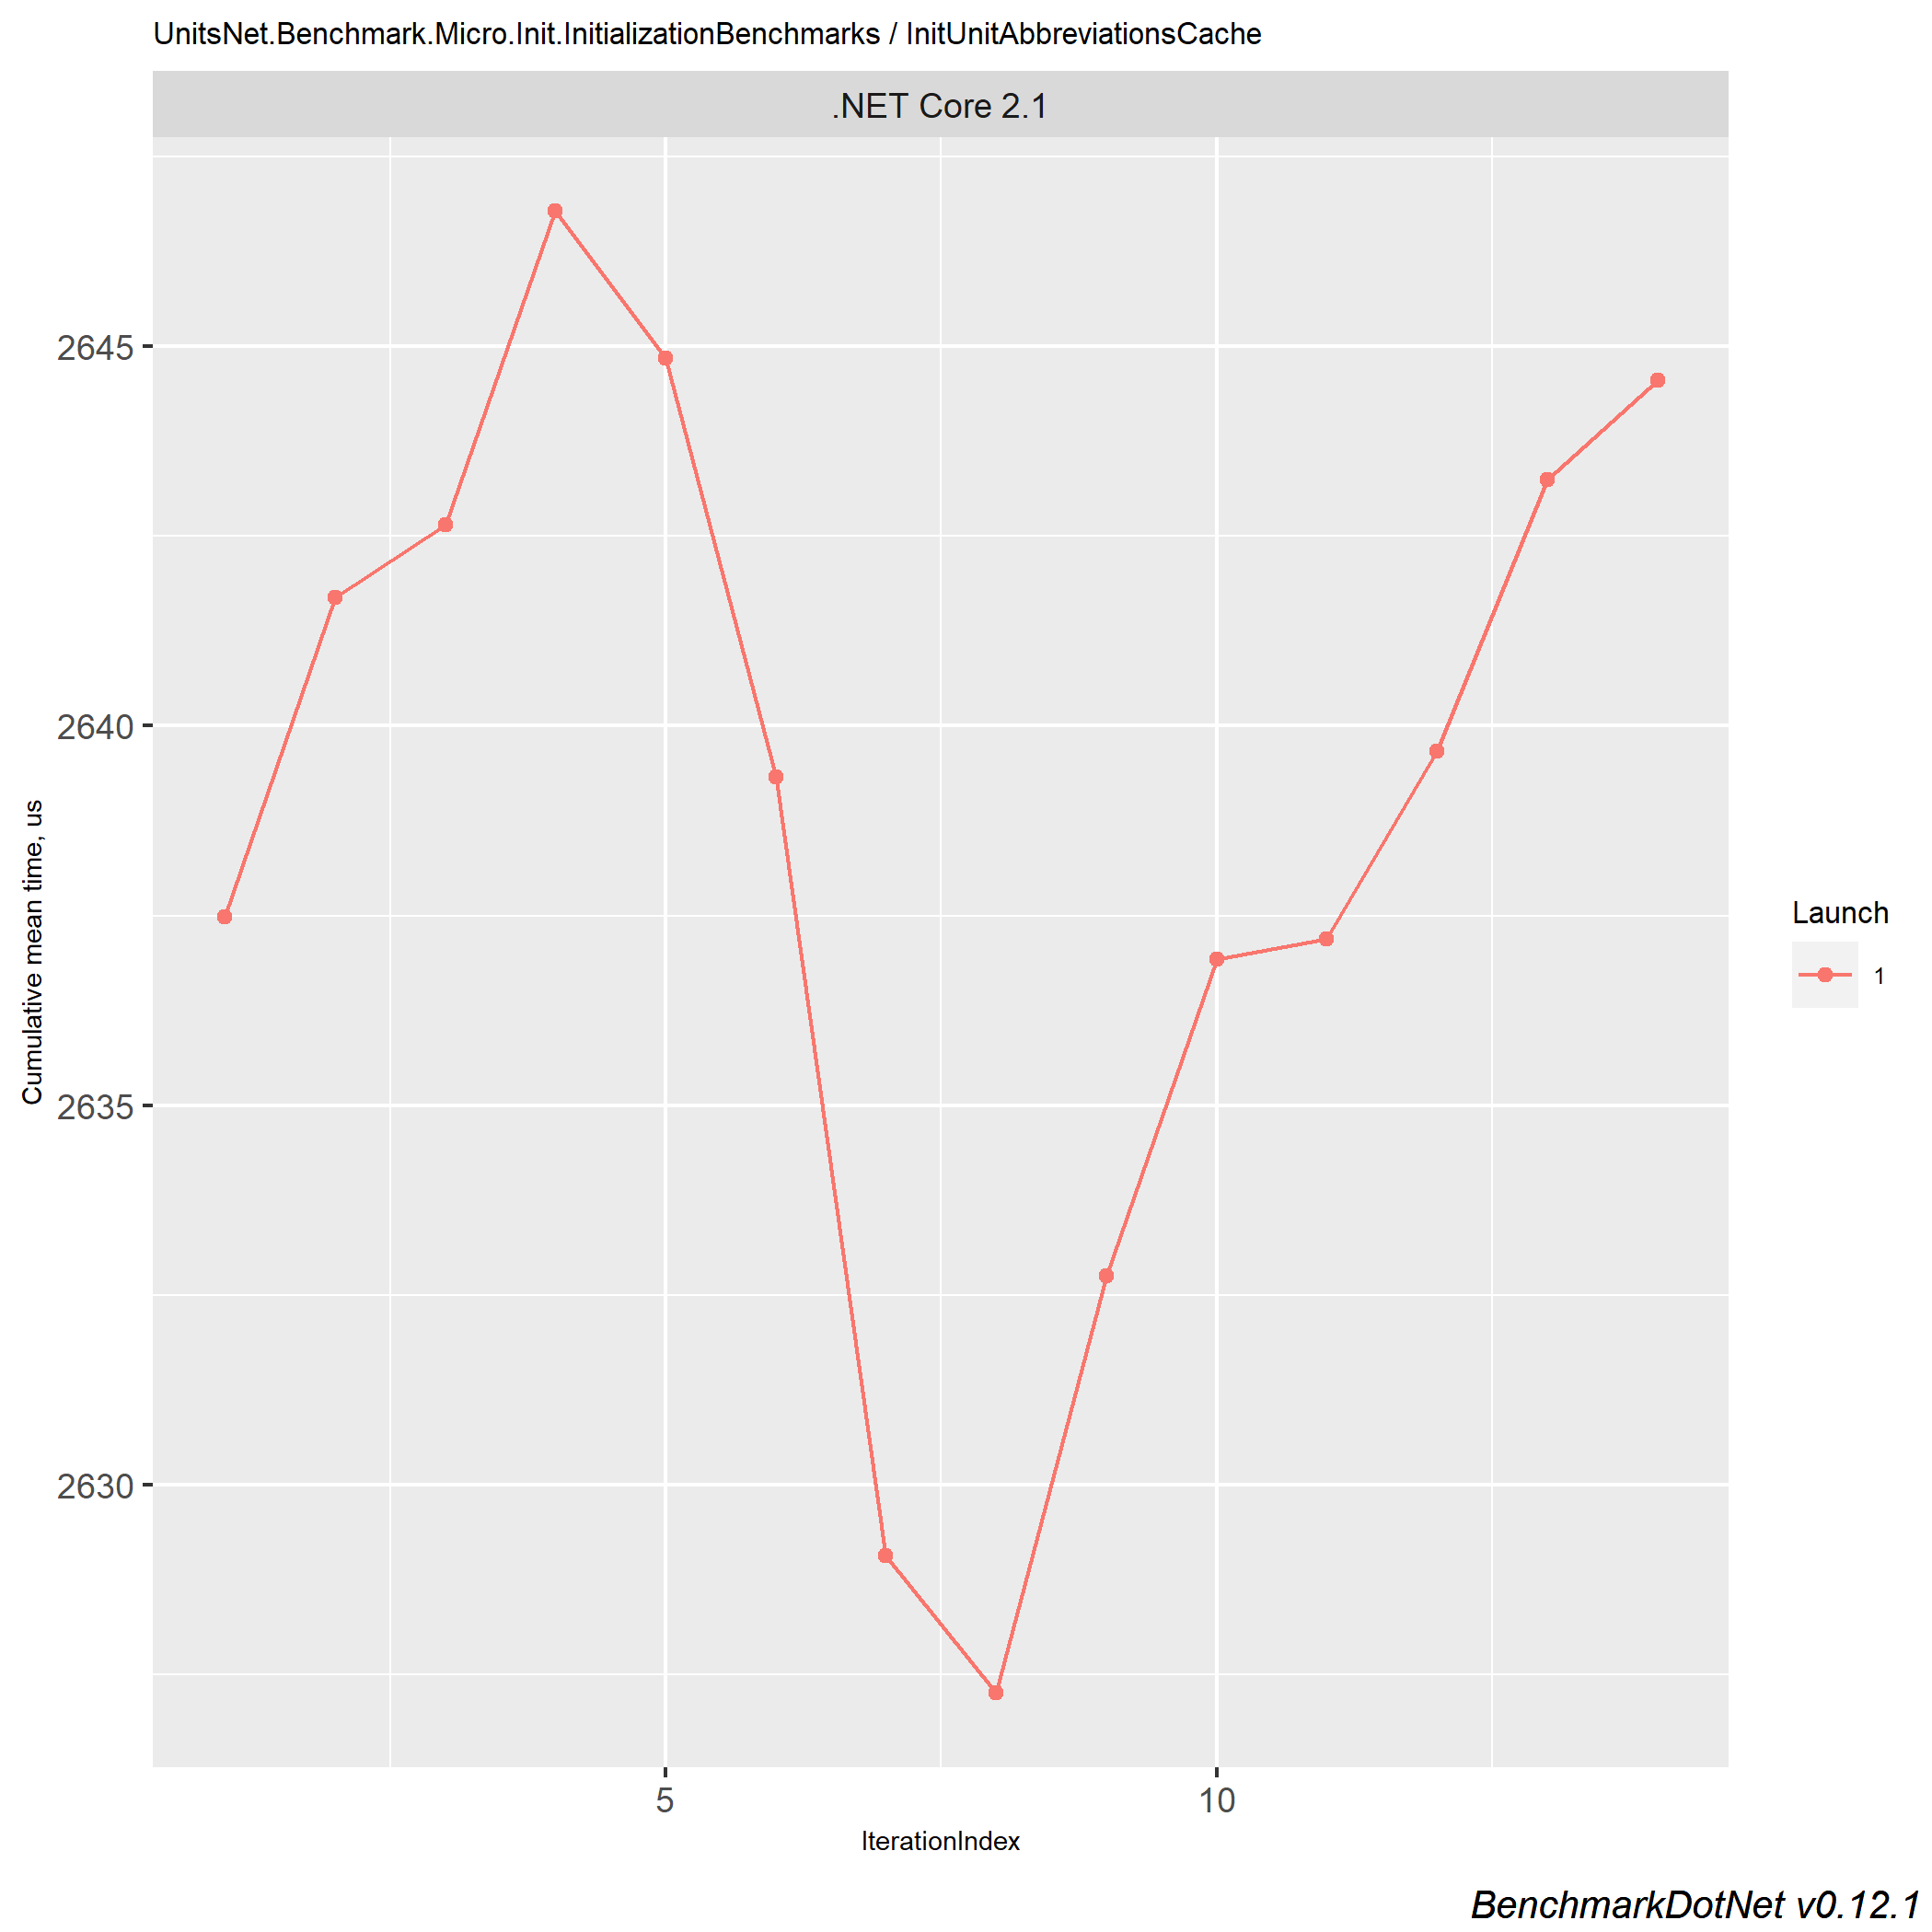 UnitsNet.Benchmark.Micro.Init.InitializationBenchmarks / InitUnitAbbreviationsCache
.NET Core 2.1
Cumulative mean time, us
2645
2640
2635
2630
5
10
IterationIndex
Launch
1
BenchmarkDotNet v0.12.1